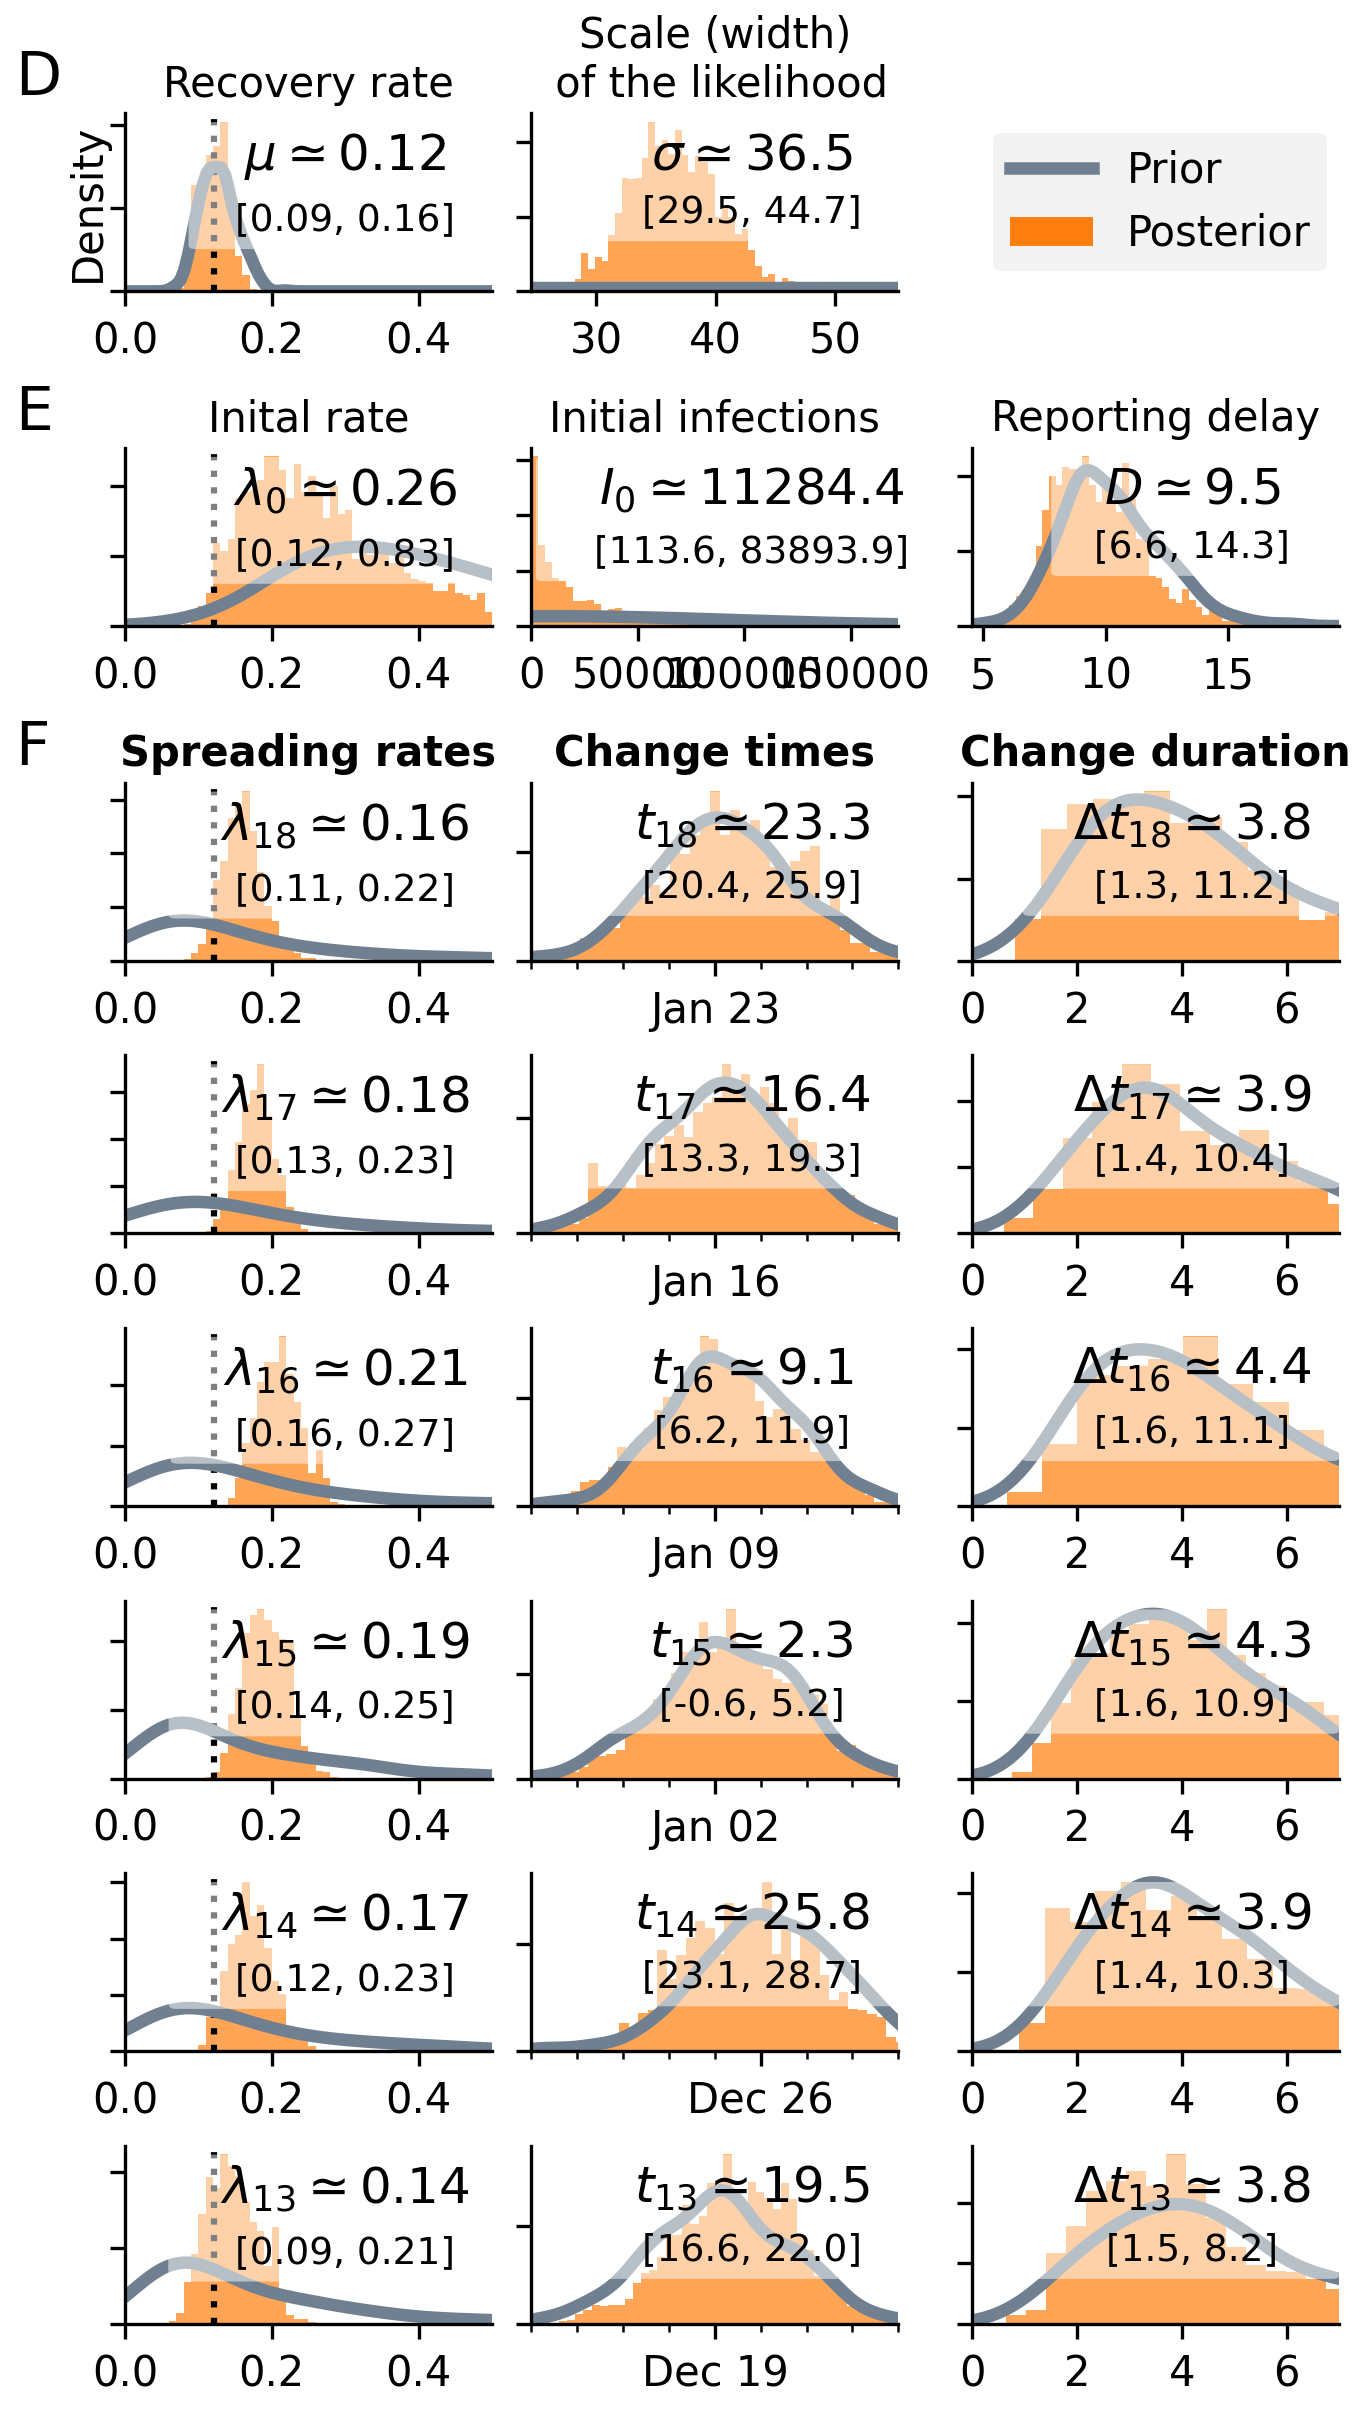 D
Recovery rate
Scale (width)
of the likelihood
Density
μ ≃ 0.12
[0.09, 0.16]
0.0 0.2 0.4
σ ≃ 36.5
[29.5, 44.7]
30 40 50
Prior
Posterior
E
Inital rate
λ0 ≃ 0.26
[0.12, 0.83]
0.0 0.2 0.4
Initial infections
I0 ≃ 11284.4
[113.6, 83893.9]
0 50000 100000 150000
Reporting delay
D ≃ 9.5
[6.6, 14.3]
5 10 15
F
Spreading rates Change times Change duration
λ18 ≃ 0.16
[0.11, 0.22]
0.0 0.2 0.4
t18 ≃ 23.3
[20.4, 25.9]
Jan 23
Δt18 ≃ 3.8
[1.3, 11.2]
0 2 4 6
λ17 ≃ 0.18
[0.13, 0.23]
0.0 0.2 0.4
t17 ≃ 16.4
[13.3, 19.3]
Jan 16
Δt17 ≃ 3.9
[1.4, 10.4]
0 2 4 6
λ16 ≃ 0.21
[0.16, 0.27]
0.0 0.2 0.4
t16 ≃ 9.1
[6.2, 11.9]
Jan 09
Δt16 ≃ 4.4
[1.6, 11.1]
0 2 4 6
λ15 ≃ 0.19
[0.14, 0.25]
0.0 0.2 0.4
t15 ≃ 2.3
[-0.6, 5.2]
Jan 02
Δt15 ≃ 4.3
[1.6, 10.9]
0 2 4 6
λ14 ≃ 0.17
[0.12, 0.23]
0.0 0.2 0.4
t14 ≃ 25.8
[23.1, 28.7]
Dec 26
Δt14 ≃ 3.9
[1.4, 10.3]
0 2 4 6
λ13 ≃ 0.14
[0.09, 0.21]
0.0 0.2 0.4
t13 ≃ 19.5
[16.6, 22.0]
Dec 19
Δt13 ≃ 3.8
[1.5, 8.2]
0 2 4 6